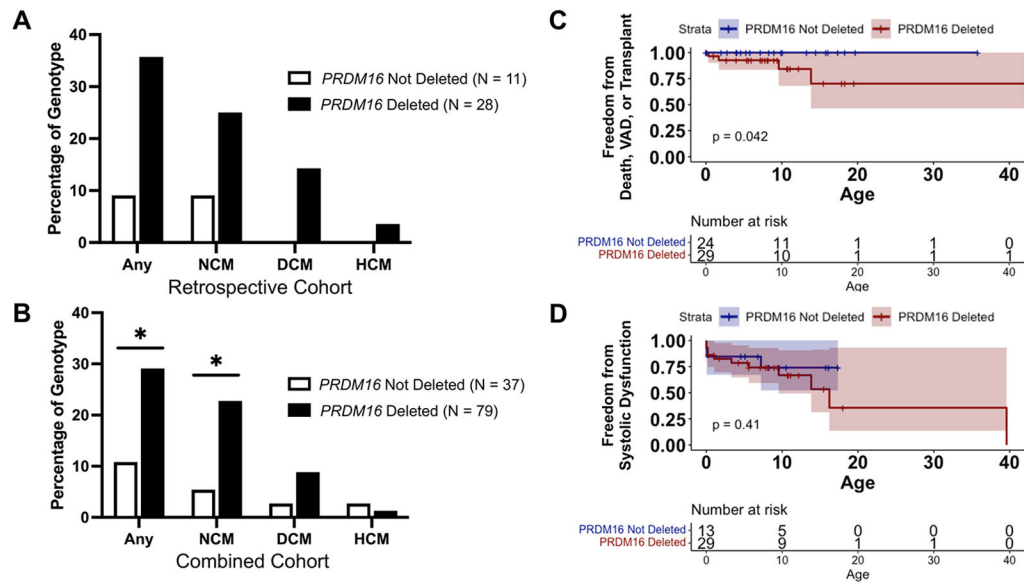 A
Percentage of Genotype
40
30
20
10
0
PRDM16 Not Deleted (N = 11)
PRDM16 Deleted (N = 28)
Any NCM DCM HCM
Retrospective Cohort
B
Percentage of Genotype
40
30
20
10
0
*
*
PRDM16 Not Deleted (N = 37)
PRDM16 Deleted (N = 79)
Any NCM DCM HCM
Combined Cohort
C
Strata PRDM16 Not Deleted PRDM16 Deleted
Freedom from
Death, VAD, or Transplant
1.00
0.75
0.50
0.25
0.00
p = 0.042
0 10 20 30 40
Age
Number at risk
PRDM16 Not Deleted 24 11 1 1 0
PRDM16 Deleted 29 10 1 1 1
0 10 20 30 40
Age
D
Strata PRDM16 Not Deleted PRDM16 Deleted
Freedom from
Systolic Dysfunction
1.00
0.75
0.50
0.25
0.00
p = 0.41
0 10 20 30 40
Age
Number at risk
PRDM16 Not Deleted 13 5 0 0 0
PRDM16 Deleted 29 9 1 1 0
0 10 20 30 40
Age